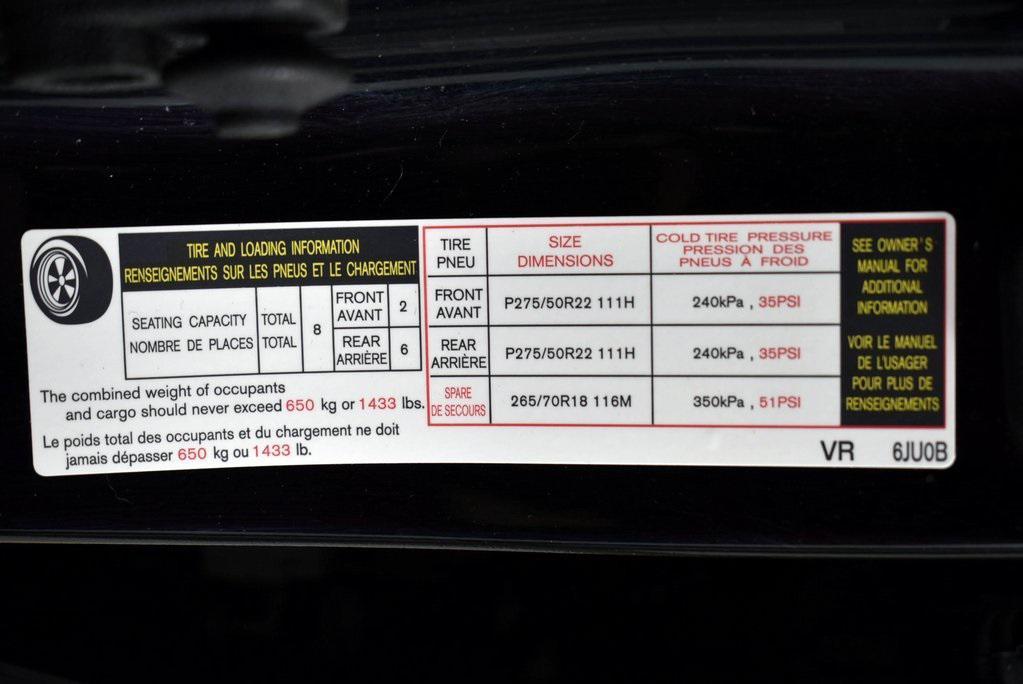 TIRE AND LOADING INFORMATION
RENSEIGNEMENTS SUR LES PNEUS ET LE CHARGEMENT
SEATING CAPACITY
NOMBRE DE PLACES
TOTAL
TOTAL
8
FRONT
AVANT
2
REAR
ARRIÈRE
6
The combined weight of occupants
and cargo should never exceed 650 kg or 1433 lbs.
Le poids total des occupants et du chargement ne doit
jamais dépasser 650 kg ou 1433 lb.
TIRE
PNEU
SIZE
DIMENSIONS
COLD TIRE PRESSURE
PRESSION DES
PNEUS À FROID
FRONT
AVANT
P275/50R22 111H
240kPa , 35PSI
REAR
ARRIÈRE
P275/50R22 111H
240kPa , 35PSI
SPARE
DE SECOURS
265/70R18 116M
350kPa , 51PSI
SEE OWNER'S
MANUAL FOR
ADDITIONAL
INFORMATION
VOIR LE MANUEL
DE L'USAGER
POUR PLUS DE
RENSEIGNEMENTS
VR 6JU0B